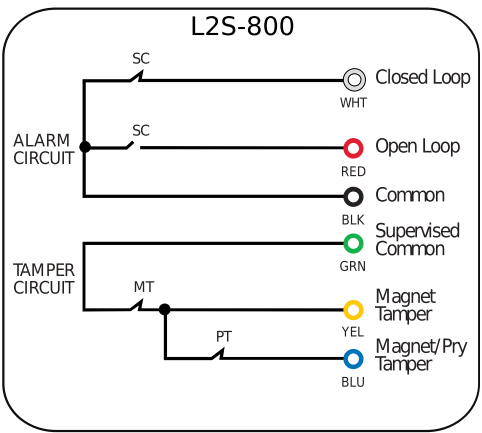 L2S-800
SC
Closed Loop
WHT
SC
ALARM
CIRCUIT
Open Loop
RED
Common
BLK
Supervised
Common
GRN
TAMPER
CIRCUIT
MT
Magnet
Tamper
YEL
PT
Magnet/Pry
Tamper
BLU